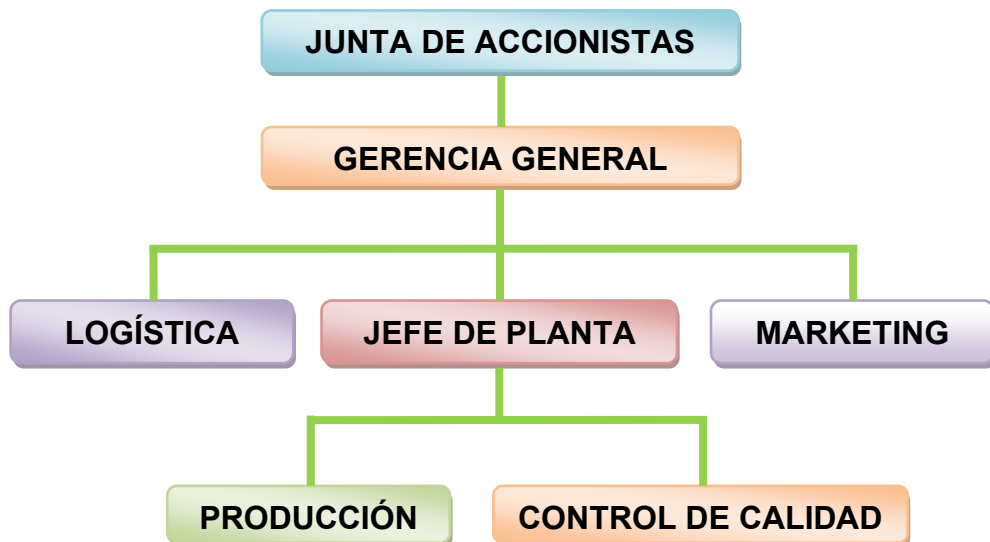 JUNTA DE ACCIONISTAS
GERENCIA GENERAL
LOGÍSTICA
JEFE DE PLANTA
MARKETING
PRODUCCIÓN
CONTROL DE CALIDAD